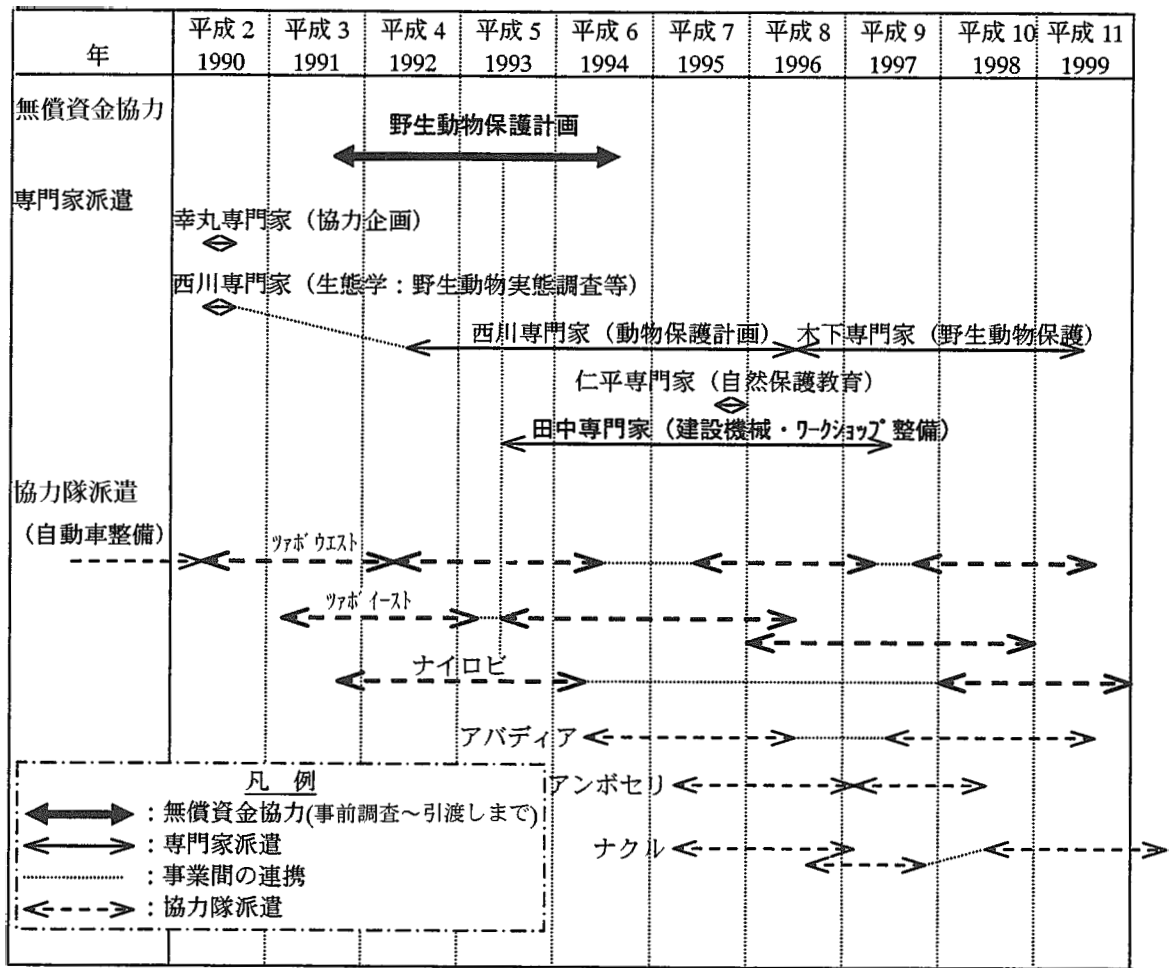 平成 2 平成 3 平成 4 平成 5 平成 6 平成 7 平成 8 平成 9 平成 10 平成 11
年
1990 1991 1992 1993 1994 1995 1996 1997 1998 1999
無償資金協力
野生動物保護計画
専門家派遣
幸丸専門家（協力企画）
西川専門家（生態学：野生動物実態調査等）
西川専門家（動物保護計画） 木下専門家（野生動物保護）
仁平専門家（自然保護教育）
田中専門家（建設機械・ﾜｰｸｼｮｯﾌﾟ整備）
協力隊派遣
（自動車整備）
ﾂｧﾎﾞｳｴｽﾄ
ﾂｧﾎﾞｲｰｽﾄ
ナイロビ
アバディア
アンボセリ
ナクル
凡 例
：無償資金協力(事前調査～引渡しまで)
：専門家派遣
：事業間の連携
：協力隊派遣